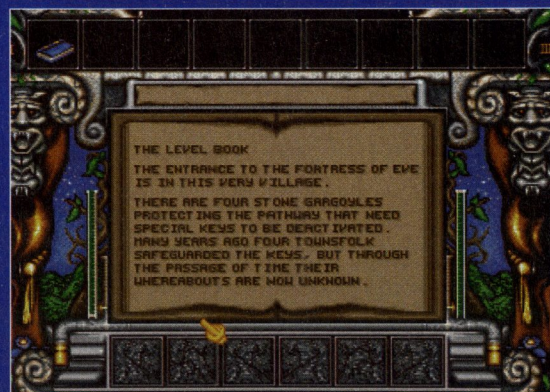 THE LEVEL BOOK
THE ENTRANCE TO THE FORTRESS OF EVE
IS IN THIS VERY VILLAGE.
THERE ARE FOUR STONE GARGOYLES
PROTECTING THE PATHWAY THAT NEED
SPECIAL KEYS TO BE DEACTIVATED.
MANY YEARS AGO FOUR TOWNSFOLK
SAFEGUARDED THE KEYS, BUT THROUGH
THE PASSAGE OF TIME THEIR
WHEREABOUTS ARE NOW UNKNOWN.